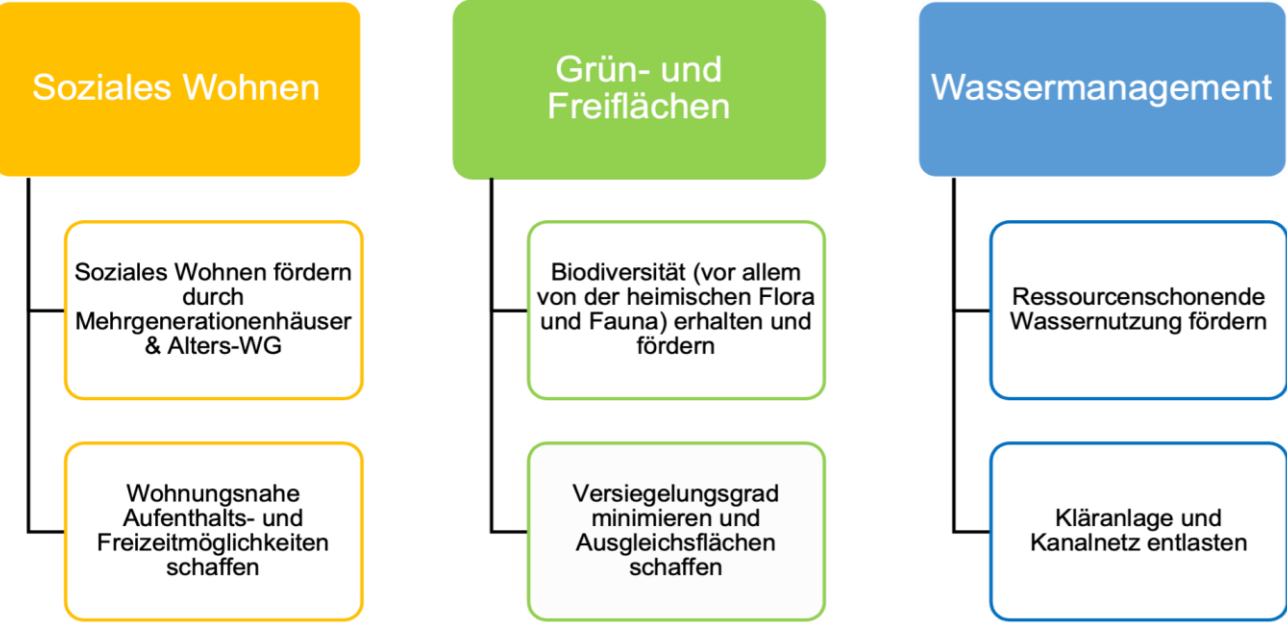 Soziales Wohnen
Soziales Wohnen fördern
durch
Mehrgenerationenhäuser
& Alters-WG
Wohnungsnahe
Aufenthalts- und
Freizeitmöglichkeiten
schaffen
Grün- und
Freiflächen
Biodiversität (vor allem
von der heimischen Flora
und Fauna) erhalten und
fördern
Versiegelungsgrad
minimieren und
Ausgleichsflächen
schaffen
Wassermanagement
Ressourcenschonende
Wassernutzung fördern
Kläranlage und
Kanalnetz entlasten